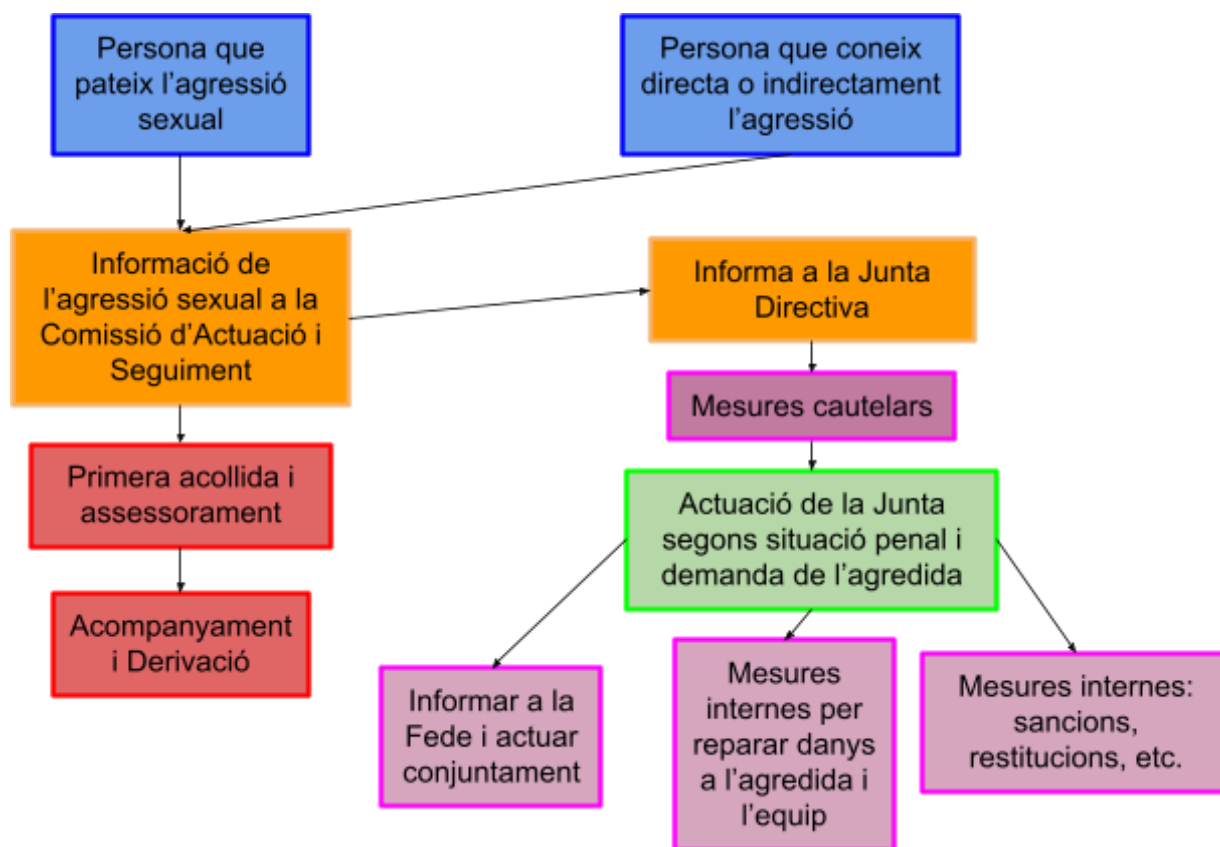 Persona que
pateix l’agressió
sexual
Persona que coneix
directa o indirectament
l’agressió
Informació de
l’agressió sexual a la
Comissió d’Actuació i
Seguiment
Informa a la Junta
Directiva
Mesures cautelars
Primera acollida i
assessorament
Actuació de la Junta
segons situació penal i
demanda de l’agredida
Acompanyament
i Derivació
Informar a la
Fede i actuar
conjuntament
Mesures
internes per
reparar danys
a l’agredida i
l’equip
Mesures internes:
sancions,
restitucions, etc.